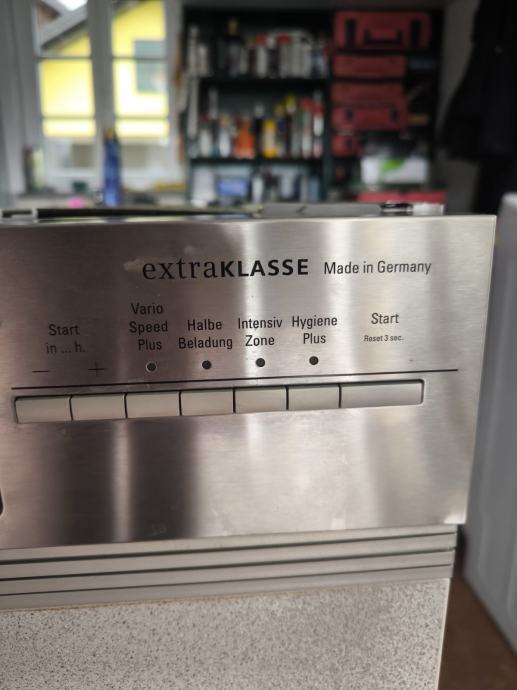 extraKLASSE Made in Germany
Start
in ... h.
− +
Vario
Speed
Plus
Halbe
Beladung
Intensiv
Zone
Hygiene
Plus
Start
Reset 3 sec.